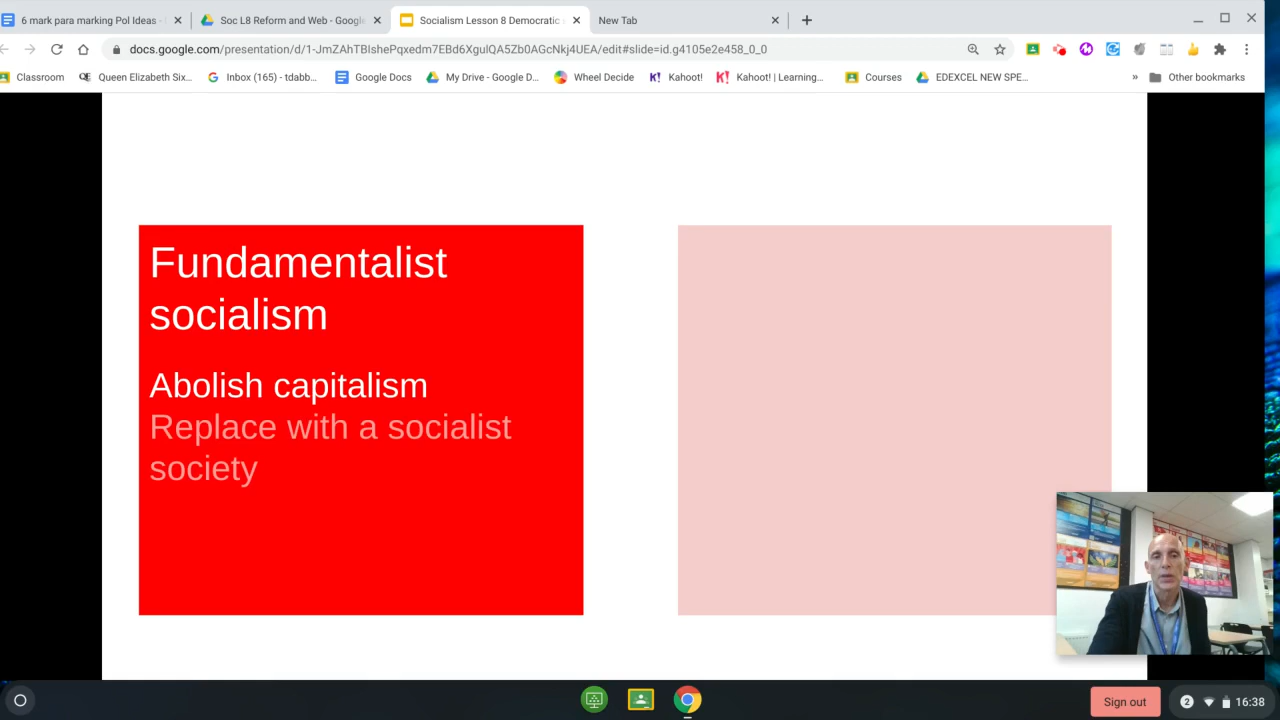 6 mark para marking Pol Ideas -
Soc L8 Reform and Web - Google
Socialism Lesson 8 Democratic
New Tab
docs.google.com/presentation/d/1-JmZAhTBIshePqxedm7EBd6XgulQA5Zb0AGcNkj4UEA/edit#slide=id.g4105e2e458_0_0
Classroom
Queen Elizabeth Six...
Inbox (165) - tdabb...
Google Docs
My Drive - Google D...
Wheel Decide
Kahoot!
Kahoot! | Learning...
Courses
EDEXCEL NEW SPE...
»
Other bookmarks
Fundamentalist
socialism
Abolish capitalism
Replace with a socialist
society
Sign out
2
16:38